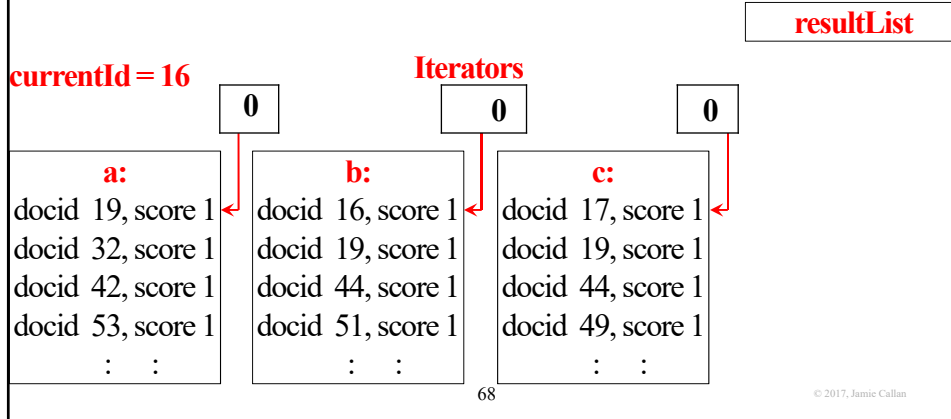 resultList
currentId = 16
Iterators
0
0
0
a:
docid 19, score 1
docid 32, score 1
docid 42, score 1
docid 53, score 1
: :
b:
docid 16, score 1
docid 19, score 1
docid 44, score 1
docid 51, score 1
: :
c:
docid 17, score 1
docid 19, score 1
docid 44, score 1
docid 49, score 1
: :
68
© 2017, Jamie Callan